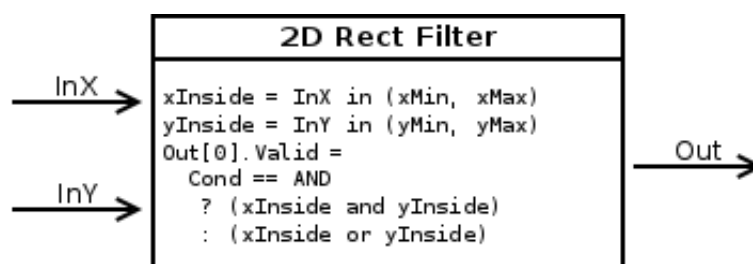 2D Rect Filter
InX
xInside = InX in (xMin, xMax)
yInside = InY in (yMin, yMax)
Out[0].Valid =
Cond == AND
? (xInside and yInside)
: (xInside or yInside)
InY
Out